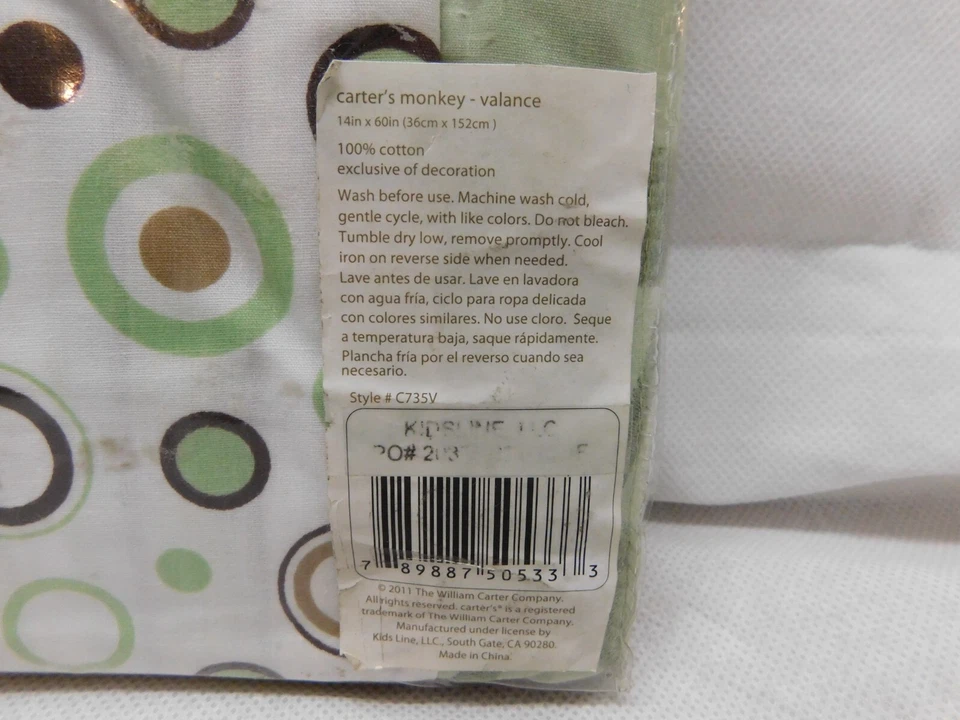 carter's monkey - valance
14in x 60in (36cm x 152cm )
100% cotton
exclusive of decoration
Wash before use. Machine wash cold,
gentle cycle, with like colors. Do not bleach.
Tumble dry low, remove promptly. Cool
iron on reverse side when needed.
Lave antes de usar. Lave en lavadora
con agua fría, ciclo para ropa delicada
con colores similares. No use cloro. Seque
a temperatura baja, saque rápidamente.
Plancha fría por el reverso cuando sea
necesario.
Style # C735V
KIDSLINE, LLC
PO#
7 89887 50533 3
© 2011 The William Carter Company.
All rights reserved. carter's® is a registered
trademark of The William Carter Company.
Manufactured under license by
Kids Line, LLC., South Gate, CA 90280.
Made in China.